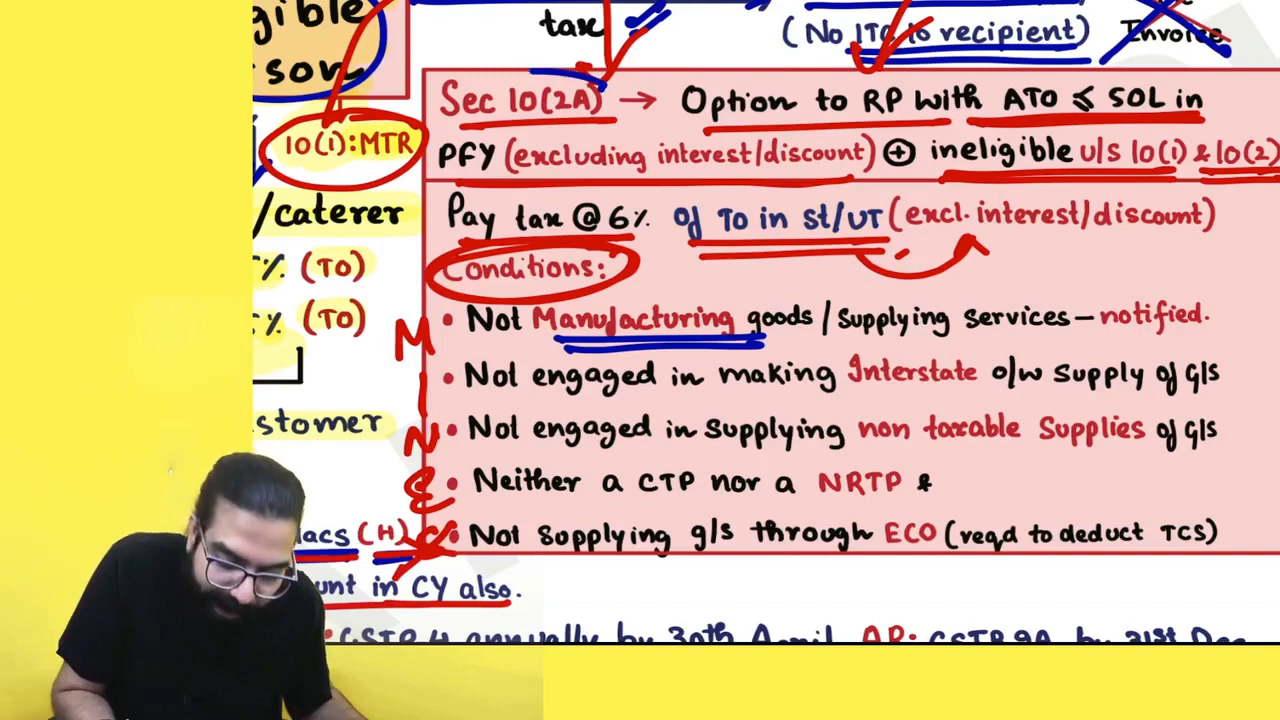 gible
son
tax
(No ITC to recipient)
Invoice
10(1):MTR
Sec 10(2A) → Option to RP with ATO ≤ 50L in
PFY (excluding interest/discount) ⊕ ineligible u/s 10(1) & 10(2)
/caterer
Pay tax @ 6% of TO in St/UT (excl. interest/discount)
% (TO)
Conditions:
% (TO)
M
• Not Manufacturing goods / Supplying Services – notified.
I
• Not engaged in making Interstate o/w Supply of G/S
stomer
N
• Not engaged in Supplying non taxable Supplies of G/S
E
• Neither a CTP nor a NRTP &
lacs (H)
• Not Supplying g/s through ECO (reqd to deduct TCS)
unt in CY also.